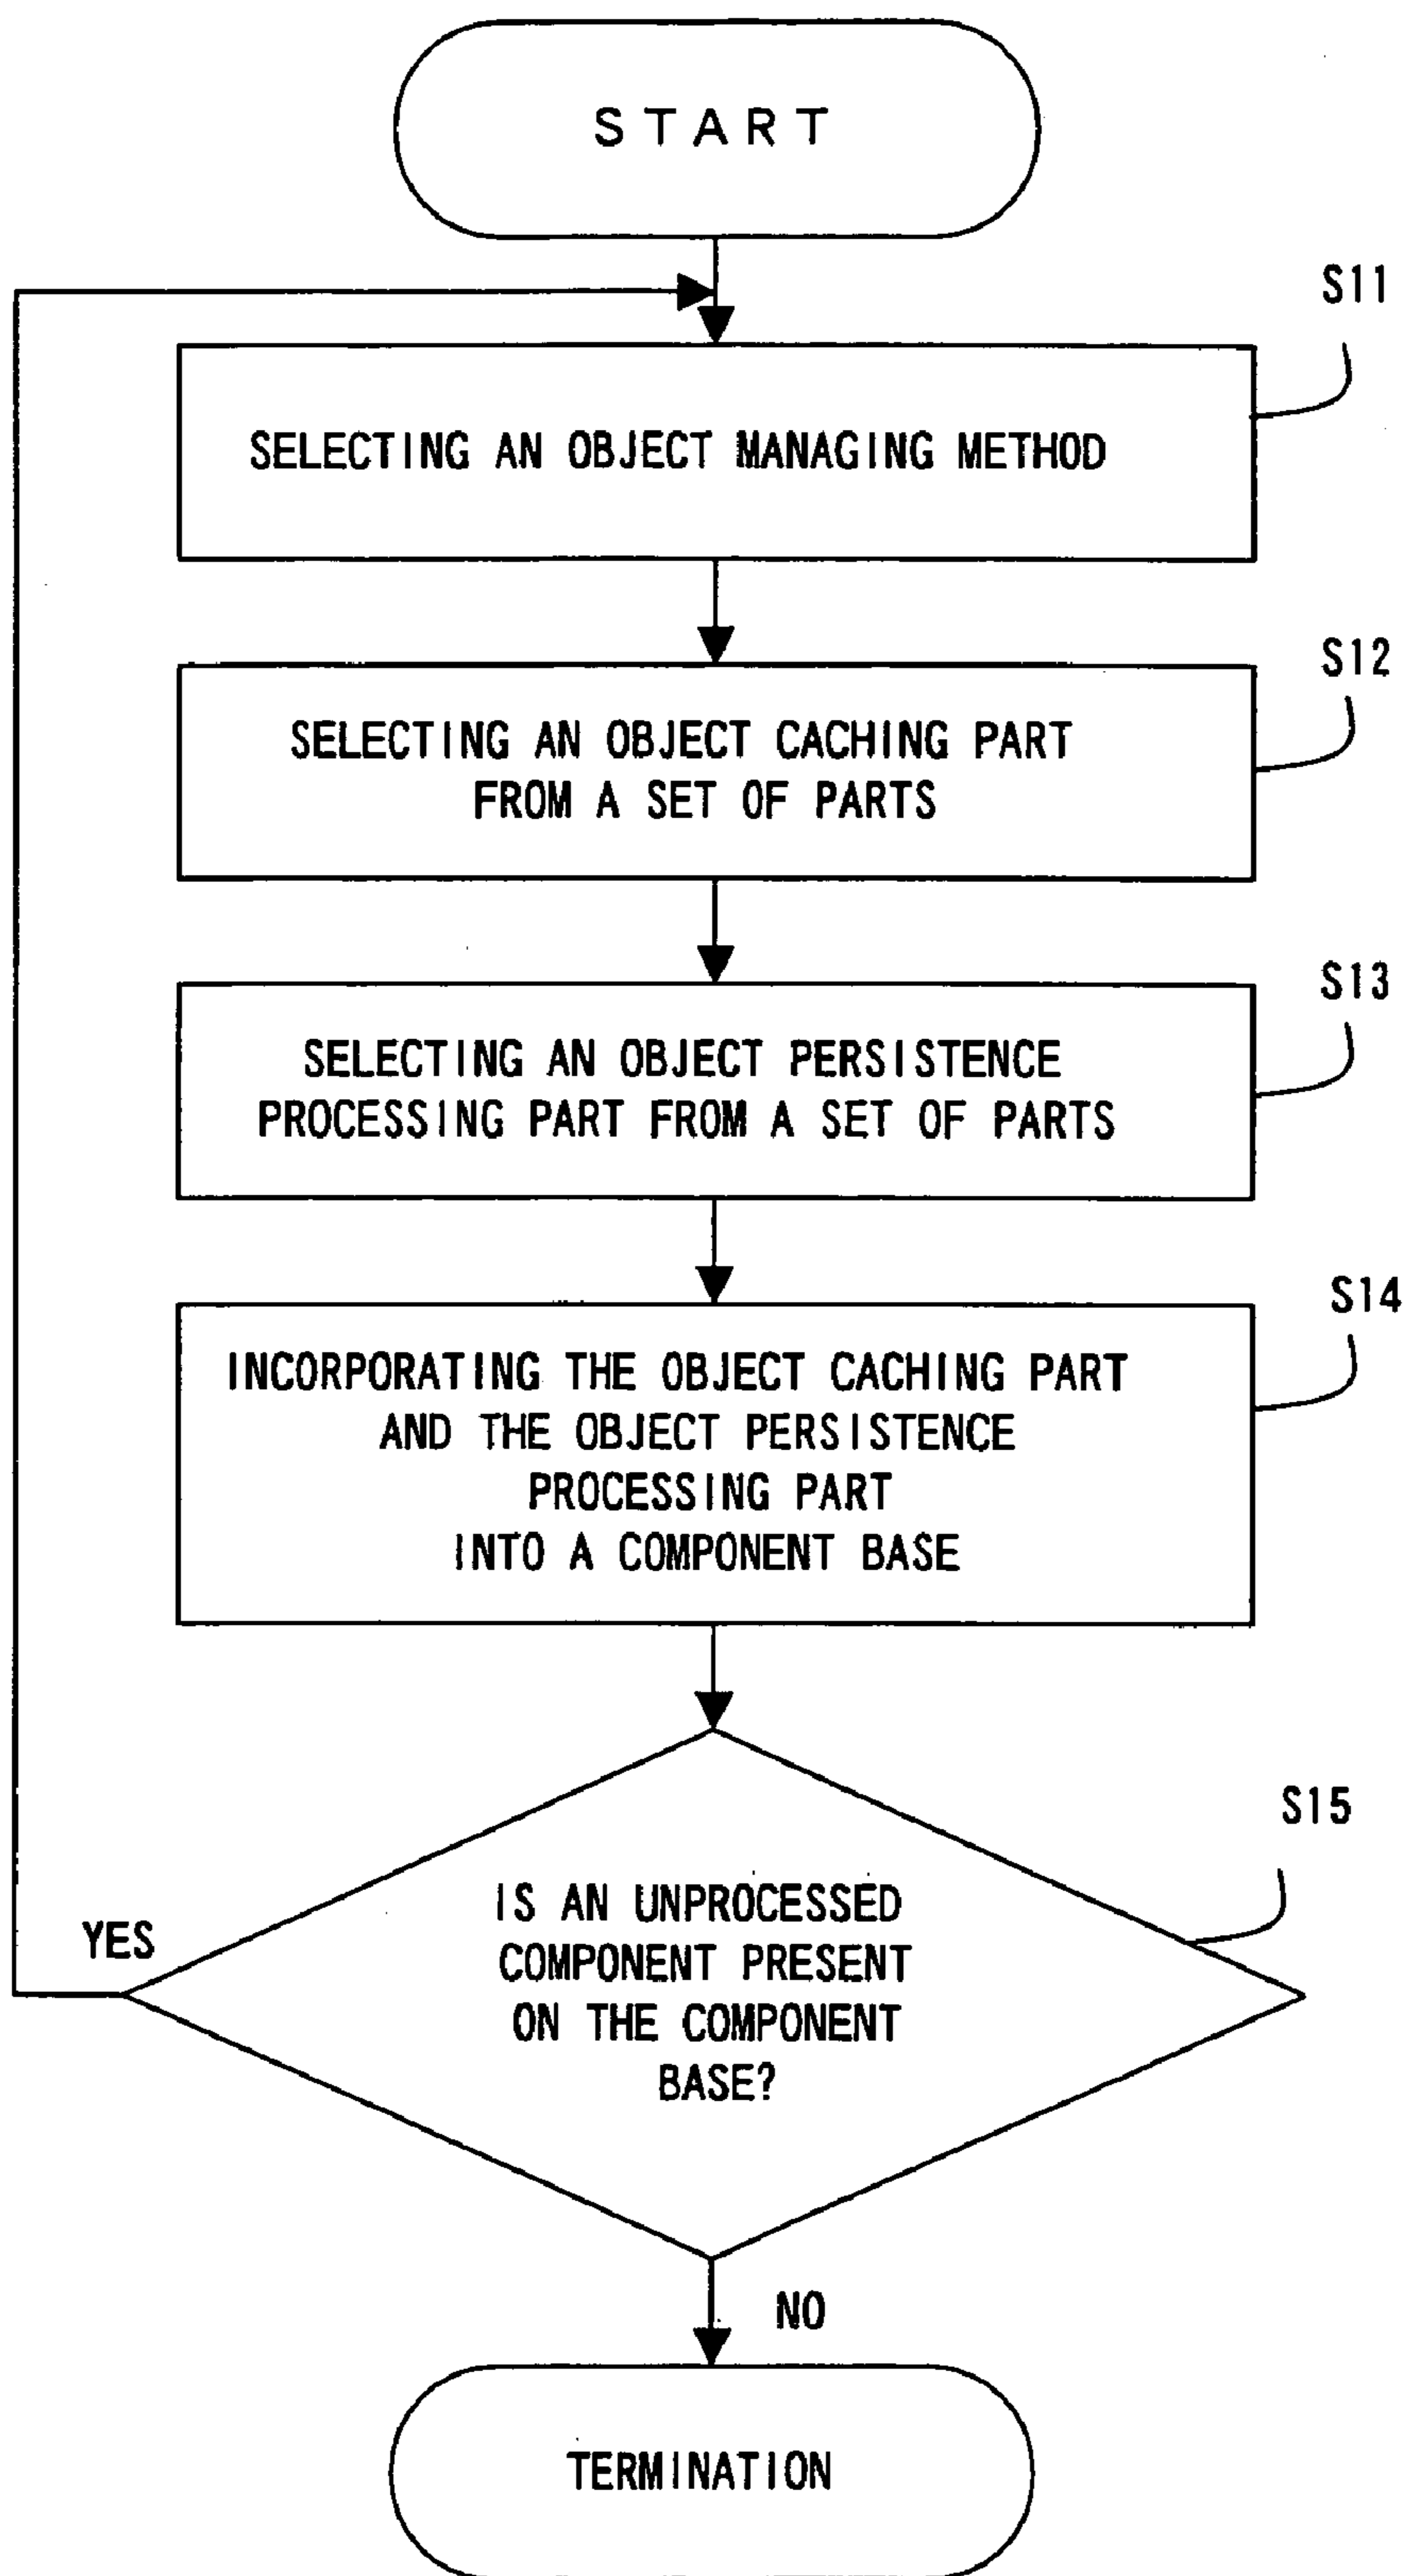 START
S11
SELECTING AN OBJECT MANAGING METHOD
S12
SELECTING AN OBJECT CACHING PART
FROM A SET OF PARTS
S13
SELECTING AN OBJECT PERSISTENCE
PROCESSING PART FROM A SET OF PARTS
S14
INCORPORATING THE OBJECT CACHING PART
AND THE OBJECT PERSISTENCE
PROCESSING PART
INTO A COMPONENT BASE
S15
IS AN UNPROCESSED
COMPONENT PRESENT
ON THE COMPONENT
BASE?
YES
NO
TERMINATION